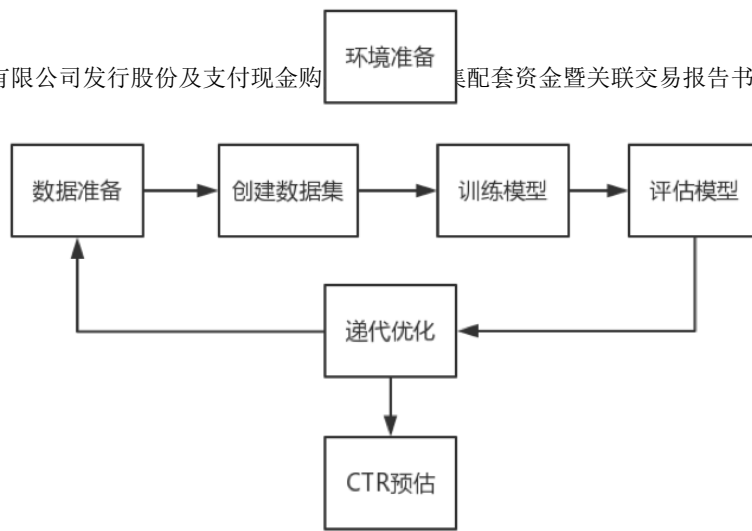 环境准备
有限公司发行股份及支付现金购
集配套资金暨关联交易报告书
数据准备
创建数据集
训练模型
评估模型
递代优化
CTR预估